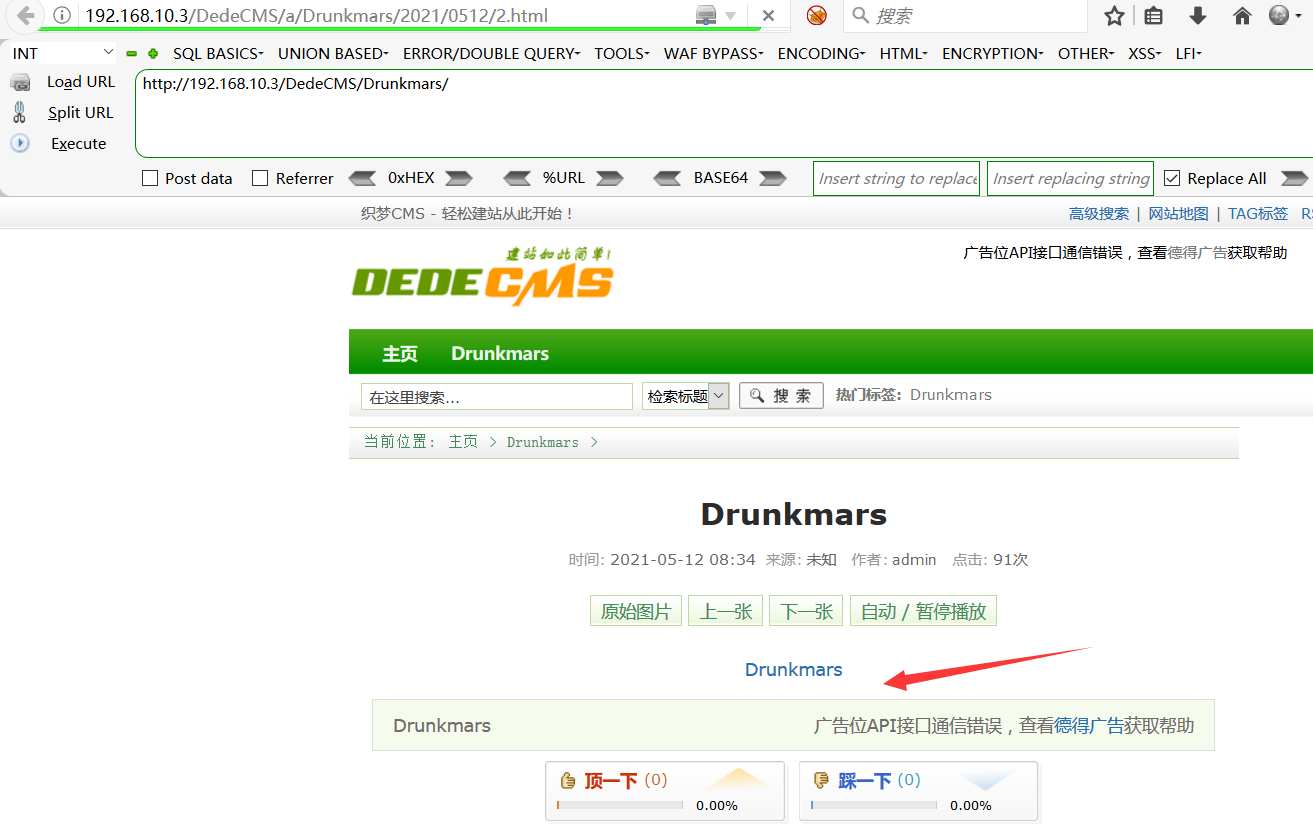 192.168.10.3/DedeCMS/a/Drunkmars/2021/0512/2.html 搜索
INT SQL BASICS UNION BASED ERROR/DOUBLE QUERY TOOLS WAF BYPASS ENCODING HTML ENCRYPTION OTHER XSS LFI
Load URL http://192.168.10.3/DedeCMS/Drunkmars/
Split URL
Execute
Post data Referrer 0xHEX %URL BASE64 Insert string to replace Insert replacing string Replace All
织梦CMS - 轻松建站从此开始！ 高级搜索 | 网站地图 | TAG标签
建站如此简单!
DEDECMS
广告位API接口通信错误，查看德得广告获取帮助
主页 Drunkmars
在这里搜索... 检索标题 搜 索 热门标签: Drunkmars
当前位置: 主页 > Drunkmars >
Drunkmars
时间: 2021-05-12 08:34 来源: 未知 作者: admin 点击: 91次
原始图片 上一张 下一张 自动 / 暂停播放
Drunkmars
Drunkmars 广告位API接口通信错误，查看德得广告获取帮助
顶一下 (0) 踩一下 (0)
0.00% 0.00%